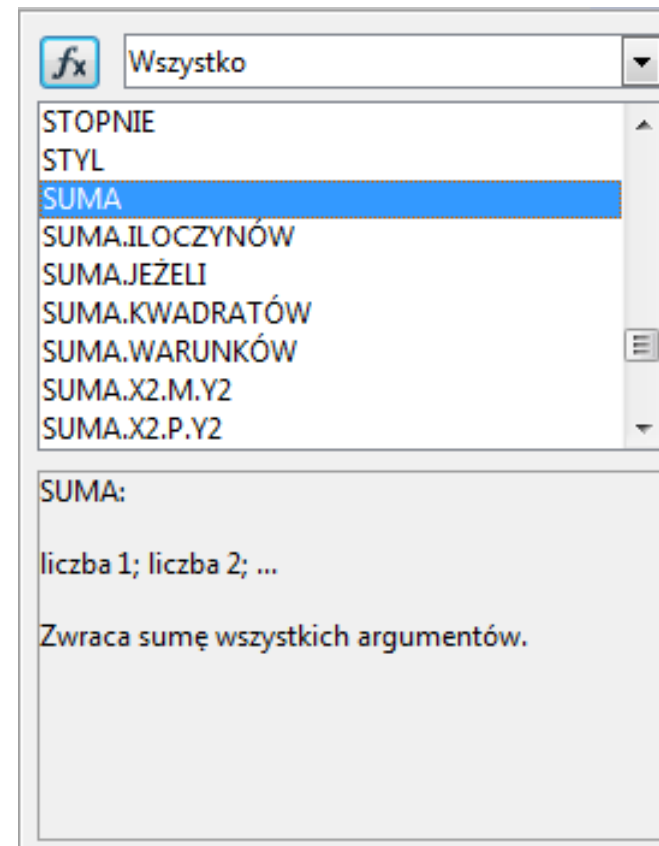 fx Wszystko
STOPNIE
STYL
SUMA
SUMA.ILOCZYNÓW
SUMA.JEŻELI
SUMA.KWADRATÓW
SUMA.WARUNKÓW
SUMA.X2.M.Y2
SUMA.X2.P.Y2
SUMA:
liczba 1; liczba 2; ...
Zwraca sumę wszystkich argumentów.